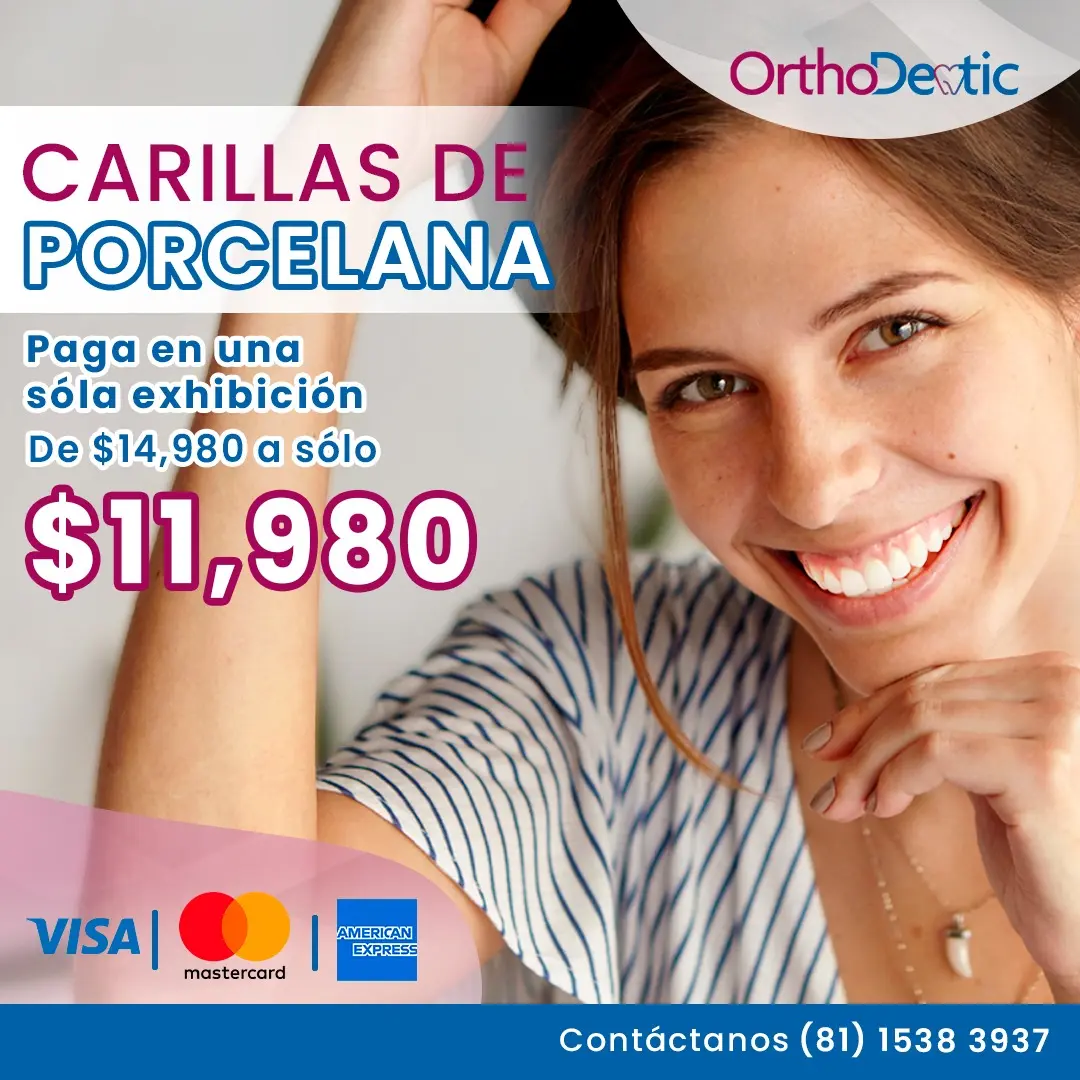 OrthoDentic
CARILLAS DE
PORCELANA
Paga en una
sóla exhibición
De $14,980 a sólo
$11,980
VISA
mastercard
AMERICAN
EXPRESS
Contáctanos (81) 1538 3937